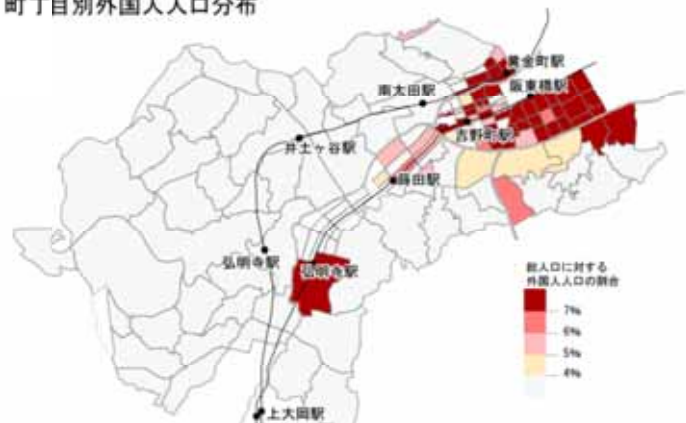 町丁目別外国人人口分布
黄金町駅
阪東橋駅
南太田駅
吉野町駅
井土ヶ谷駅
蒔田駅
弘明寺駅
弘明寺駅
総人口に対する
外国人人口の割合
7%
6%
5%
4%
上大岡駅